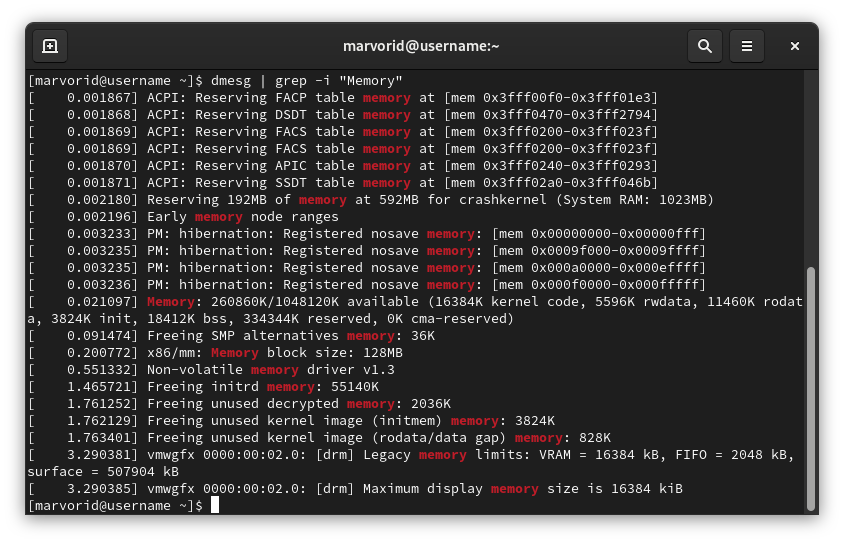 marvorid@username:~
[marvorid@username ~]$ dmesg | grep -i "Memory"
[    0.001867] ACPI: Reserving FACP table memory at [mem 0x3fff00f0-0x3fff01e3]
[    0.001868] ACPI: Reserving DSDT table memory at [mem 0x3fff0470-0x3fff2794]
[    0.001869] ACPI: Reserving FACS table memory at [mem 0x3fff0200-0x3fff023f]
[    0.001869] ACPI: Reserving FACS table memory at [mem 0x3fff0200-0x3fff023f]
[    0.001870] ACPI: Reserving APIC table memory at [mem 0x3fff0240-0x3fff0293]
[    0.001871] ACPI: Reserving SSDT table memory at [mem 0x3fff02a0-0x3fff046b]
[    0.002180] Reserving 192MB of memory at 592MB for crashkernel (System RAM: 1023MB)
[    0.002196] Early memory node ranges
[    0.003233] PM: hibernation: Registered nosave memory: [mem 0x00000000-0x00000fff]
[    0.003235] PM: hibernation: Registered nosave memory: [mem 0x0009f000-0x0009ffff]
[    0.003235] PM: hibernation: Registered nosave memory: [mem 0x000a0000-0x000effff]
[    0.003236] PM: hibernation: Registered nosave memory: [mem 0x000f0000-0x000fffff]
[    0.021097] Memory: 260860K/1048120K available (16384K kernel code, 5596K rwdata, 11460K rodat
a, 3824K init, 18412K bss, 334344K reserved, 0K cma-reserved)
[    0.091474] Freeing SMP alternatives memory: 36K
[    0.200772] x86/mm: Memory block size: 128MB
[    0.551332] Non-volatile memory driver v1.3
[    1.465721] Freeing initrd memory: 55140K
[    1.761252] Freeing unused decrypted memory: 2036K
[    1.762129] Freeing unused kernel image (initmem) memory: 3824K
[    1.763401] Freeing unused kernel image (rodata/data gap) memory: 828K
[    3.290381] vmwgfx 0000:00:02.0: [drm] Legacy memory limits: VRAM = 16384 kB, FIFO = 2048 kB,
surface = 507904 kB
[    3.290385] vmwgfx 0000:00:02.0: [drm] Maximum display memory size is 16384 kiB
[marvorid@username ~]$